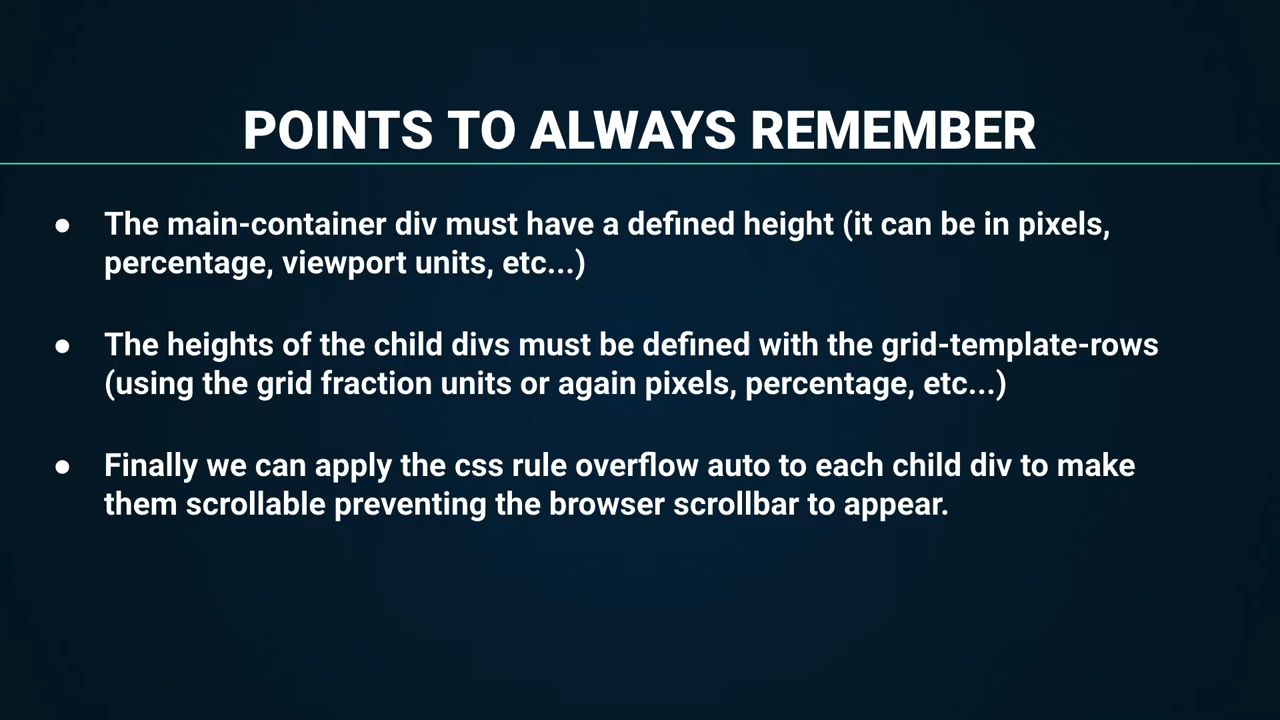 POINTS TO ALWAYS REMEMBER
● The main-container div must have a defined height (it can be in pixels,
percentage, viewport units, etc...)
● The heights of the child divs must be defined with the grid-template-rows
(using the grid fraction units or again pixels, percentage, etc...)
● Finally we can apply the css rule overflow auto to each child div to make
them scrollable preventing the browser scrollbar to appear.